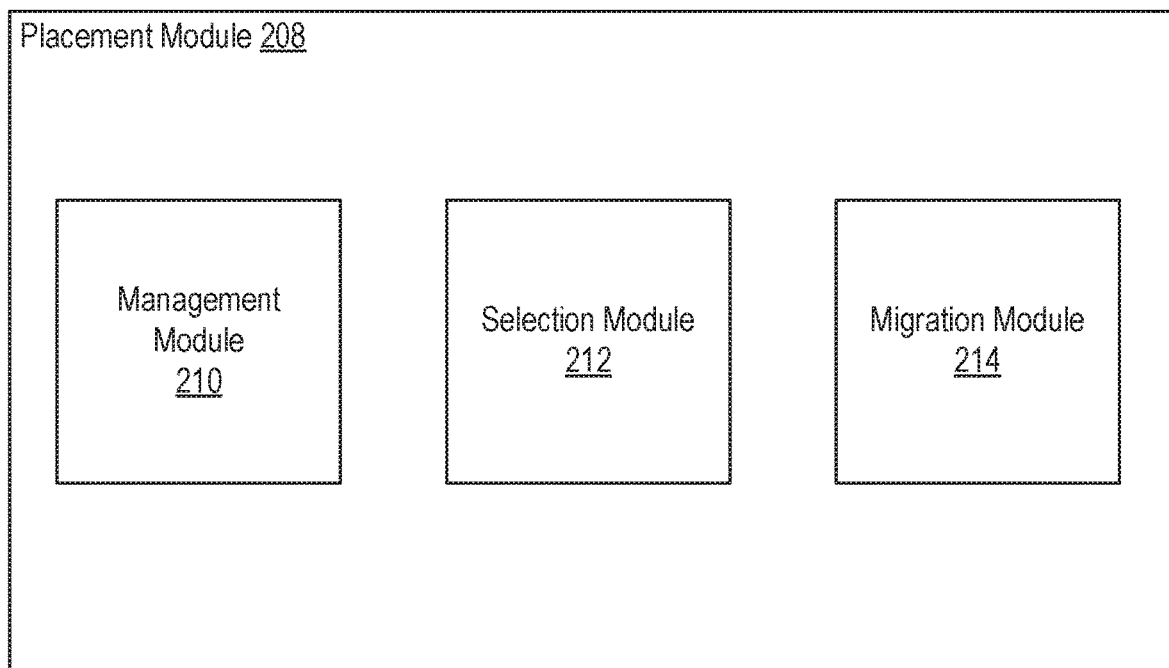 Placement Module 208
Management
Module
210
Selection Module
212
Migration Module
214